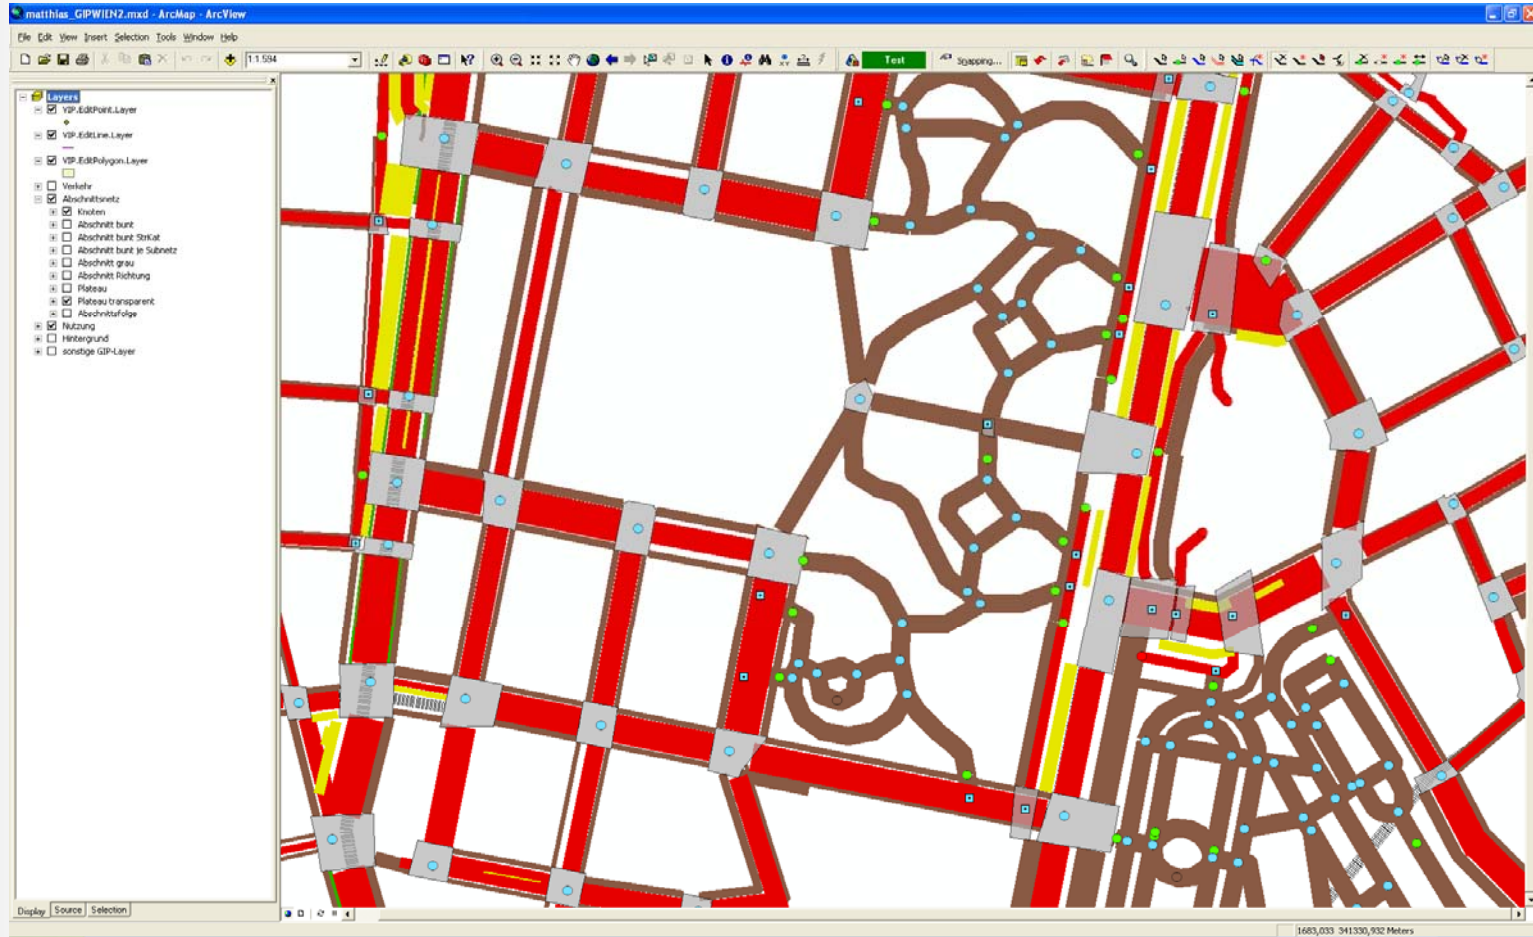 matthias_GIPWIEN2.mxd - ArcMap - ArcView
File Edit View Insert Selection Tools Window Help
1:1.594
Test
Snapping...
Layers
VIP.EditPoint.Layer
VIP.EditLine.Layer
VIP.EditPolygon.Layer
Verkehr
Abschnittsnetz
Knoten
Abschnitt bunt
Abschnitt bunt StrKat
Abschnitt bunt je Subnetz
Abschnitt grau
Abschnitt Richtung
Plateau
Plateau transparent
Abschnittsfolge
Nutzung
Hintergrund
sonstige GIP-Layer
Display Source Selection
1683,033 341330,932 Meters